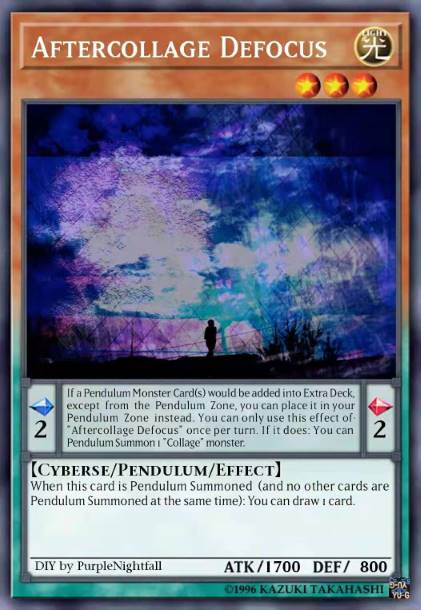 AFTERCOLLAGE DEFOCUS
LIGHT
光
If a Pendulum Monster Card(s) would be added into Extra Deck,
except from the Pendulum Zone, you can place it in your
Pendulum Zone instead. You can only use this effect of
"Aftercollage Defocus" once per turn. If it does: You can
Pendulum Summon 1 "Collage" monster.
2
2
【CYBERSE/PENDULUM/EFFECT】
When this card is Pendulum Summoned (and no other cards are
Pendulum Summoned at the same time): You can draw 1 card.
DIY by PurpleNightfall
ATK/1700 DEF/ 800
©1996 KAZUKI TAKAHASHI